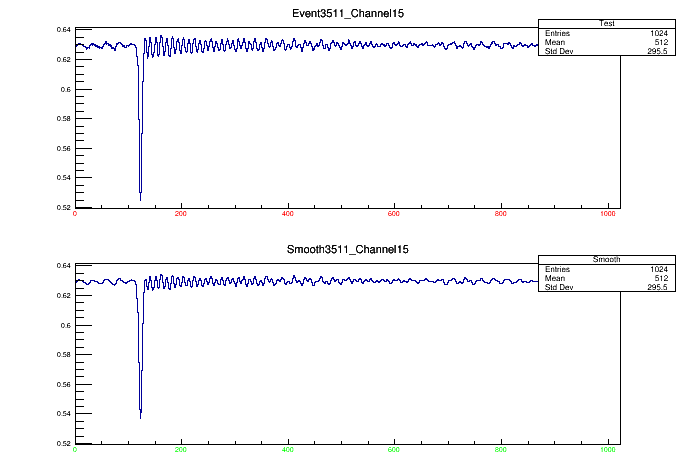 Event3511_Channel15
Test
Entries 1024
Mean 512
Std Dev 295.5
0.64
0.62
0.6
0.58
0.56
0.54
0.52
0 200 400 600 800 1000
Smooth3511_Channel15
Smooth
Entries 1024
Mean 512
Std Dev 295.5
0.64
0.62
0.6
0.58
0.56
0.54
0.52
0 200 400 600 800 1000